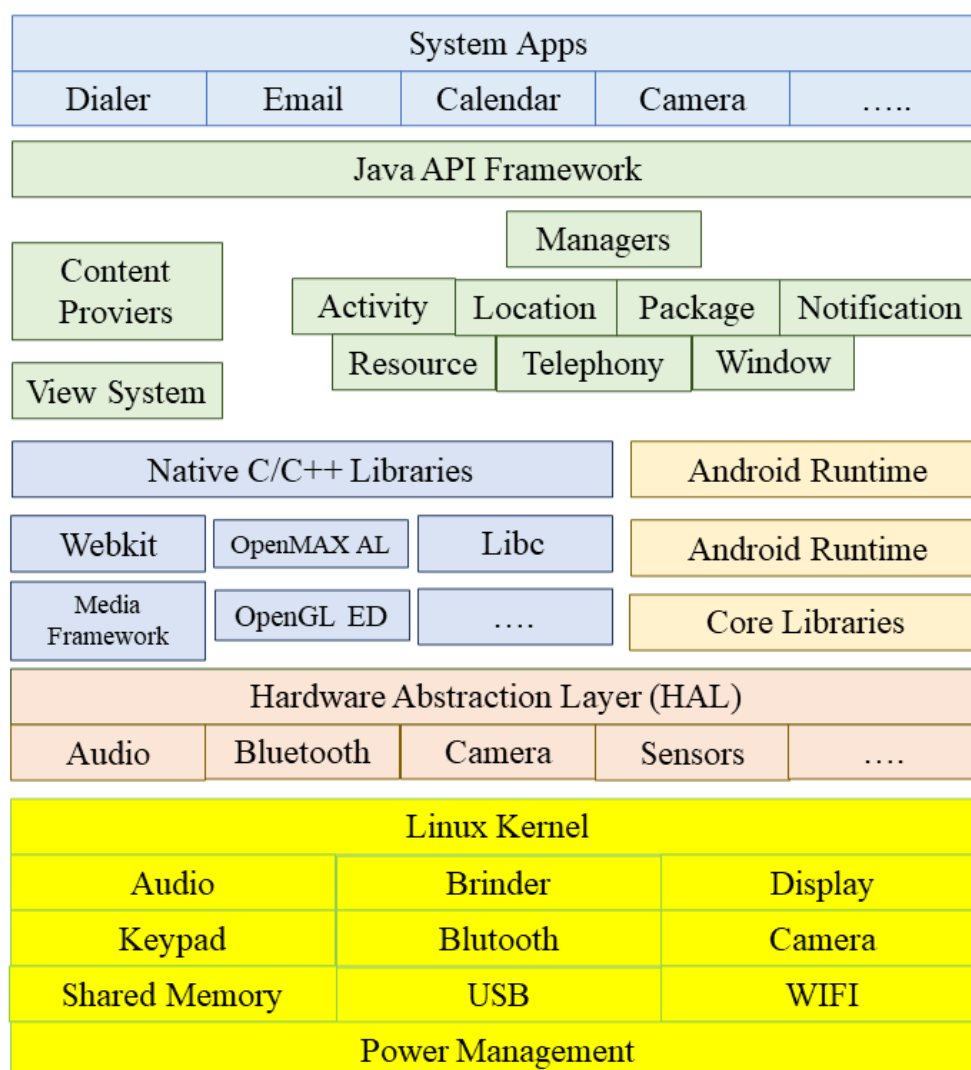 System Apps
Dialer Email Calendar Camera …..
Java API Framework
Managers
Content
Proviers
Activity Location Package Notification
Resource Telephony Window
View System
Native C/C++ Libraries Android Runtime
Webkit OpenMAX AL Libc Android Runtime
Media
Framework
OpenGL ED …. Core Libraries
Hardware Abstraction Layer (HAL)
Audio Bluetooth Camera Sensors ….
Linux Kernel
Audio Brinder Display
Keypad Blutooth Camera
Shared Memory USB WIFI
Power Management